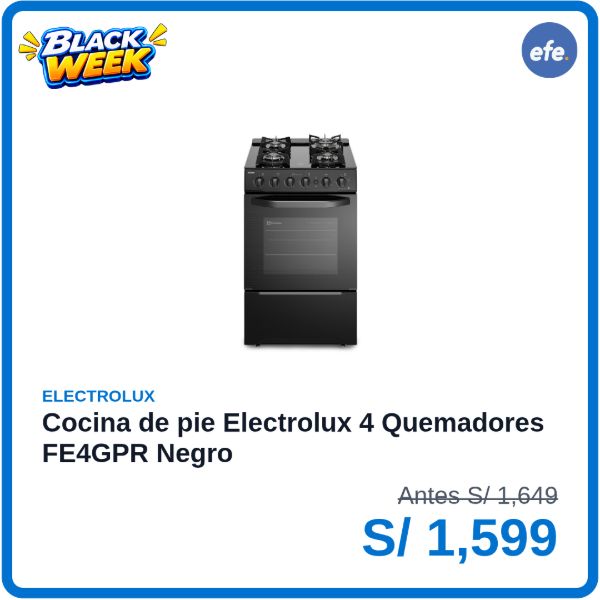 BLACK
WEEK
efe.
ELECTROLUX
Cocina de pie Electrolux 4 Quemadores
FE4GPR Negro
Antes S/ 1,649
S/ 1,599